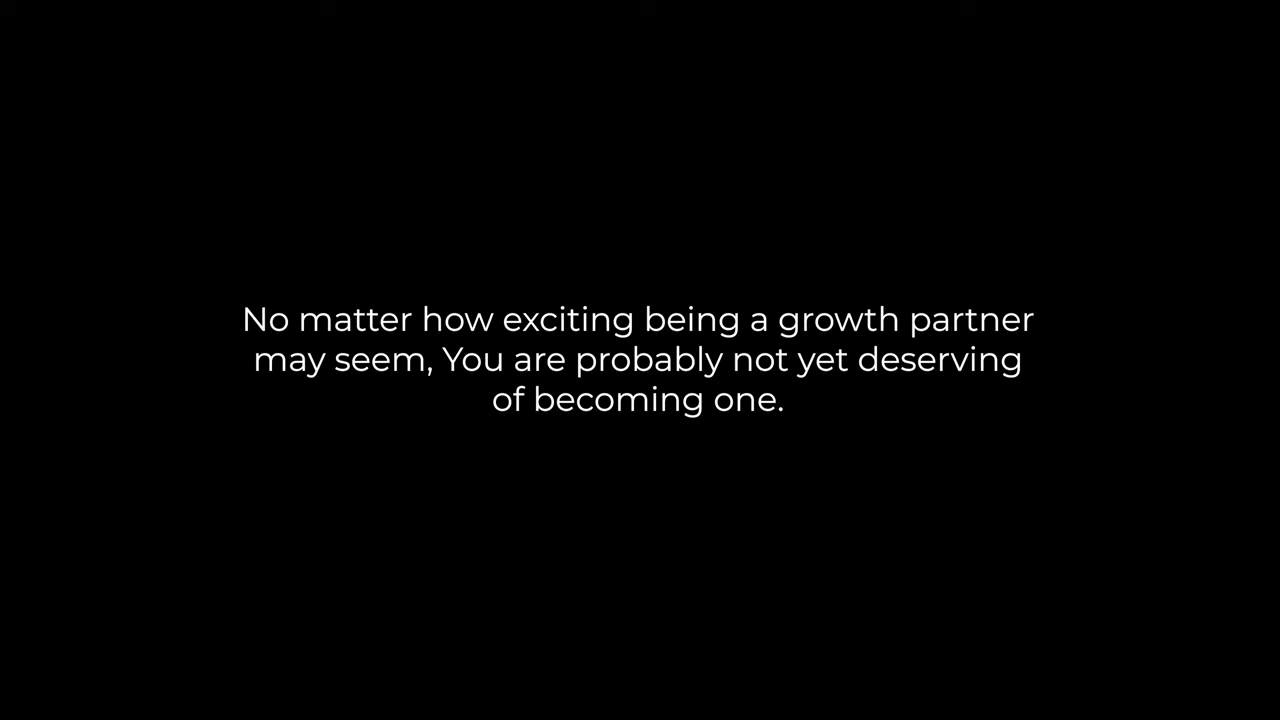 No matter how exciting being a growth partner
may seem, You are probably not yet deserving
of becoming one.